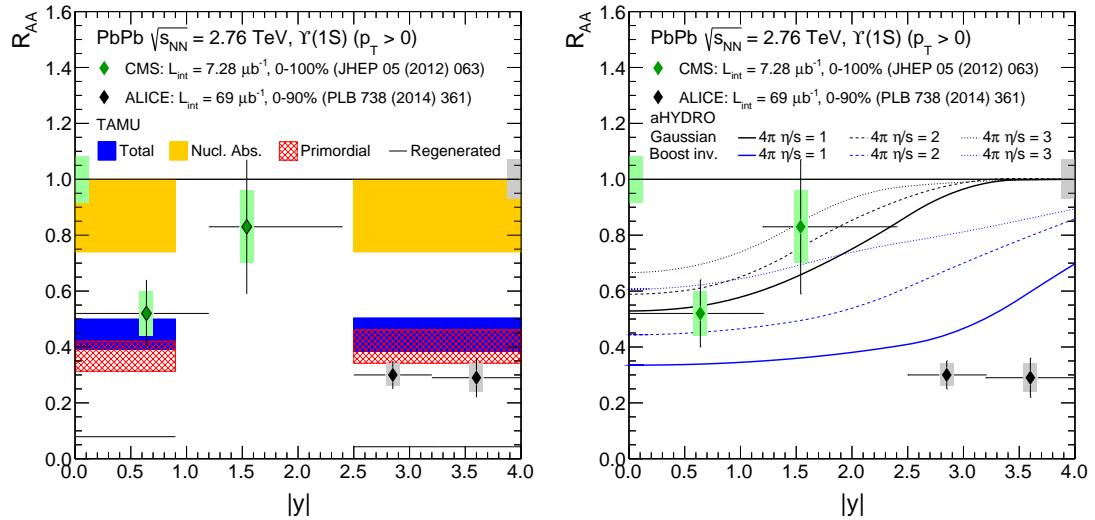 PbPb √s_NN = 2.76 TeV, ϒ(1S) (p_T > 0)
CMS: L_int = 7.28 μb⁻¹, 0-100% (JHEP 05 (2012) 063)
ALICE: L_int = 69 μb⁻¹, 0-90% (PLB 738 (2014) 361)
TAMU
Total Nucl. Abs. Primordial Regenerated
R_AA
1.6
1.4
1.2
1.0
0.8
0.6
0.4
0.2
0.0
0.0 0.5 1.0 1.5 2.0 2.5 3.0 3.5 4.0
|y|
PbPb √s_NN = 2.76 TeV, ϒ(1S) (p_T > 0)
CMS: L_int = 7.28 μb⁻¹, 0-100% (JHEP 05 (2012) 063)
ALICE: L_int = 69 μb⁻¹, 0-90% (PLB 738 (2014) 361)
aHYDRO
Gaussian 4π η/s = 1 4π η/s = 2 4π η/s = 3
Boost inv. 4π η/s = 1 4π η/s = 2 4π η/s = 3
R_AA
1.6
1.4
1.2
1.0
0.8
0.6
0.4
0.2
0.0
0.0 0.5 1.0 1.5 2.0 2.5 3.0 3.5 4.0
|y|